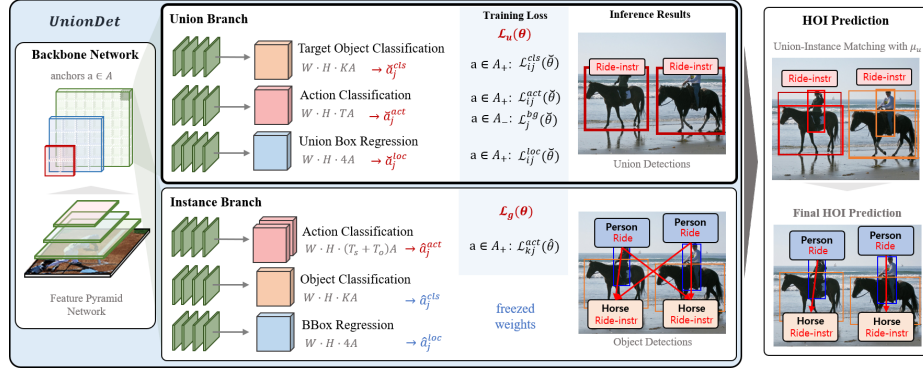 UnionDet
Backbone Network
anchors a ∈ A
Feature Pyramid
Network
Union Branch
Training Loss
Inference Results
ℒ_u(θ)
Target Object Classification
W · H · KA → ă_j^cls
a ∈ A₊: ℒ_ij^cls(θ̆)
Action Classification
W · H · TA → ă_j^act
a ∈ A₊: ℒ_ij^act(θ̆)
a ∈ A₋: ℒ_j^bg(θ̆)
Union Box Regression
W · H · 4A → ă_j^loc
a ∈ A₊: ℒ_ij^loc(θ̆)
Ride-instr
Ride-instr
Union Detections
Instance Branch
ℒ_g(θ)
Action Classification
W · H · (T_s + T_o)A → â_j^act
a ∈ A₊: ℒ_kj^act(θ̂)
Object Classification
W · H · KA → â_j^cls
BBox Regression
W · H · 4A → â_j^loc
freezed
weights
Person
Ride
Person
Ride
Horse
Ride-instr
Horse
Ride-instr
Object Detections
HOI Prediction
Union-Instance Matching with μ_u
Ride-instr
Ride-instr
Final HOI Prediction
Person
Ride
Person
Ride
Horse
Ride-instr
Horse
Ride-instr